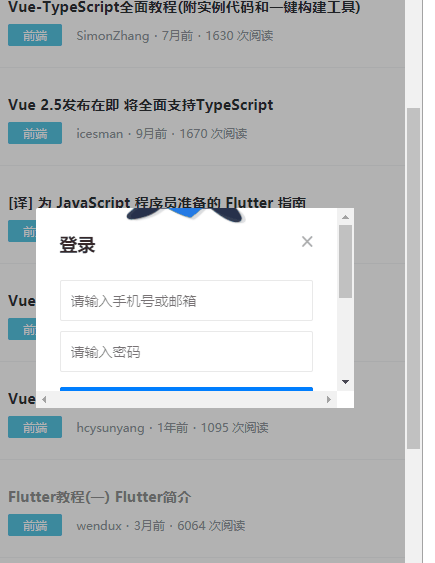 Vue-TypeScript全面教程(附实例代码和一键构建工具)
前端 SimonZhang · 7月前 · 1630 次阅读
Vue 2.5发布在即 将全面支持TypeScript
前端 icesman · 9月前 · 1670 次阅读
[译] 为 JavaScript 程序员准备的 Flutter 指南
前端
登录 ×
Vue
请输入手机号或邮箱
前端
请输入密码
Vue
前端 hcysunyang · 1年前 · 1095 次阅读
Flutter教程(一) Flutter简介
前端 wendux · 3月前 · 6064 次阅读